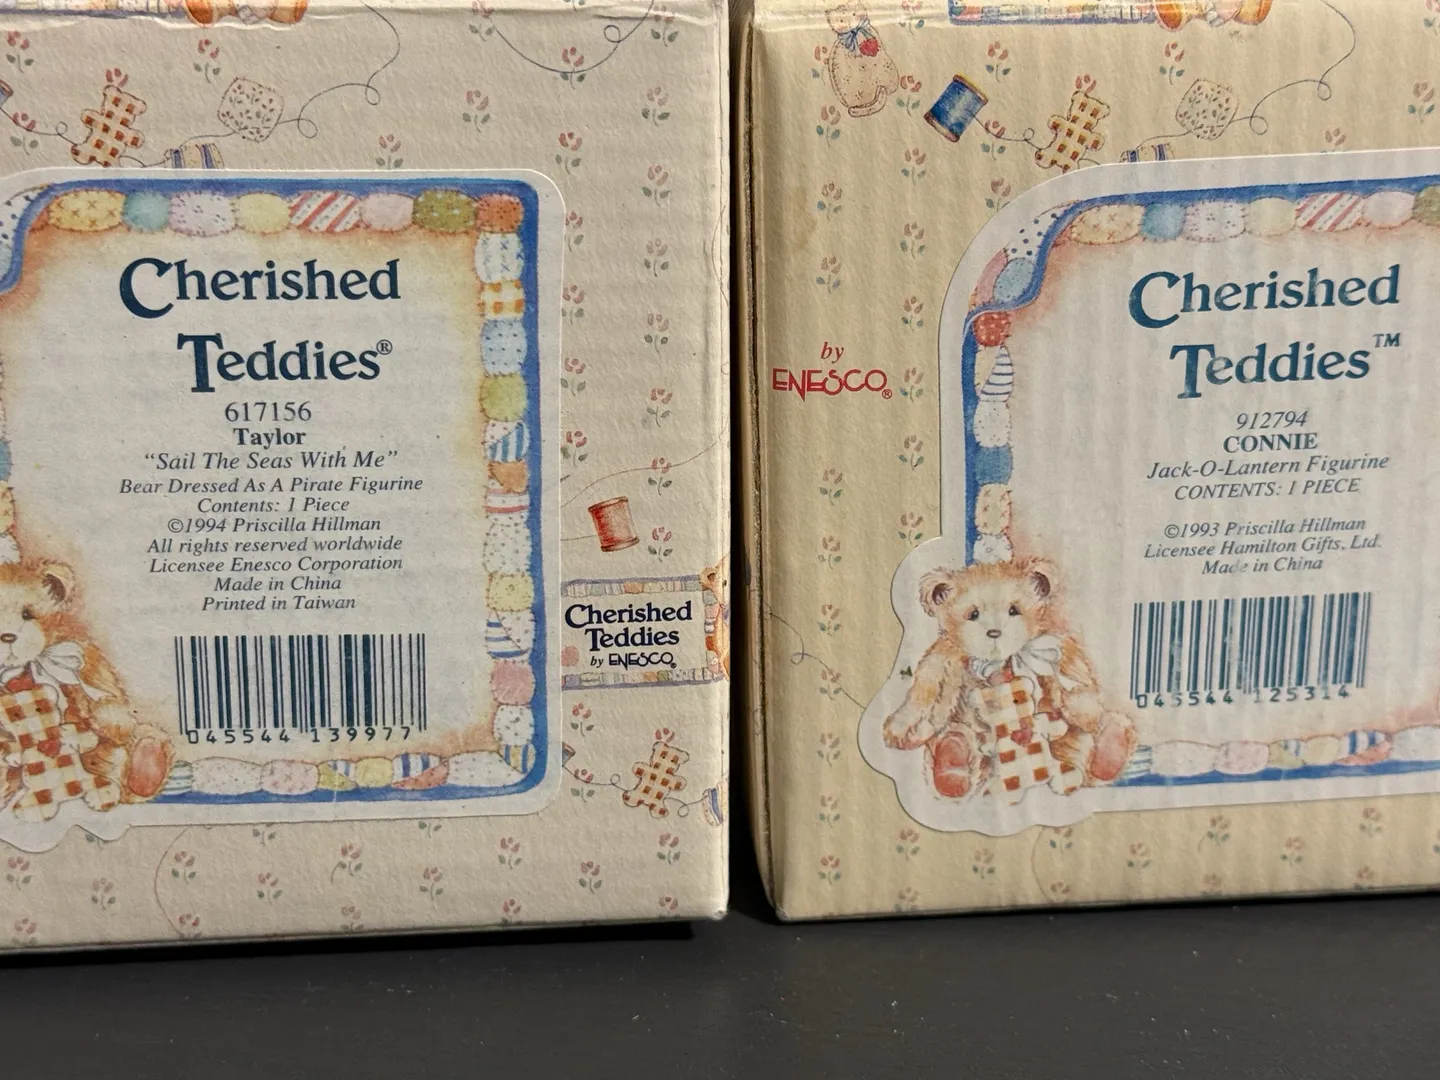 Cherished
Teddies®
617156
Taylor
“Sail The Seas With Me”
Bear Dressed As A Pirate Figurine
Contents: 1 Piece
©1994 Priscilla Hillman
All rights reserved worldwide
Licensee Enesco Corporation
Made in China
Printed in Taiwan
045544 139977
Cherished
Teddies
by ENESCO®
by
ENESCO®
Cherished
Teddies™
912794
CONNIE
Jack-O-Lantern Figurine
CONTENTS: 1 PIECE
©1993 Priscilla Hillman
Licensee Hamilton Gifts, Ltd.
Made in China
045544 125314